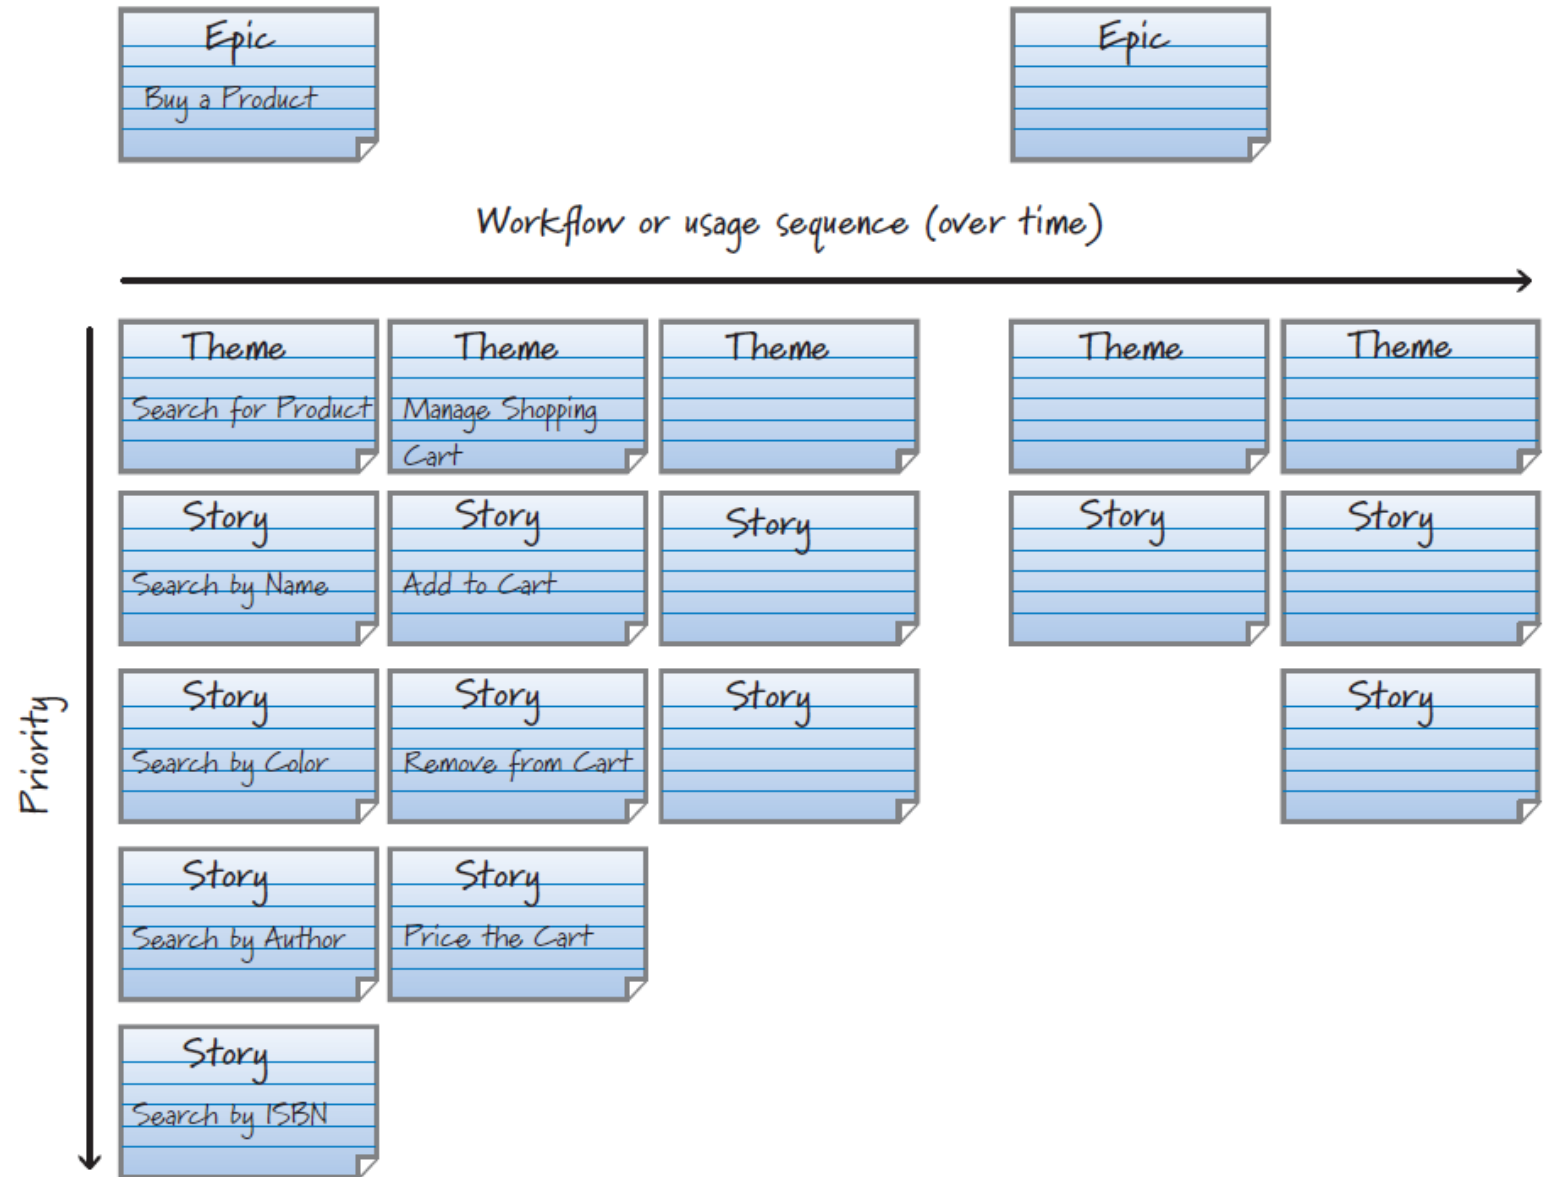 Epic
Buy a Product
Epic
Workflow or usage sequence (over time)
Priority
Theme
Search for Product
Theme
Manage Shopping
Cart
Theme
Theme
Theme
Story
Search by Name
Story
Add to Cart
Story
Story
Story
Story
Search by Color
Story
Remove from Cart
Story
Story
Story
Search by Author
Story
Price the Cart
Story
Search by ISBN